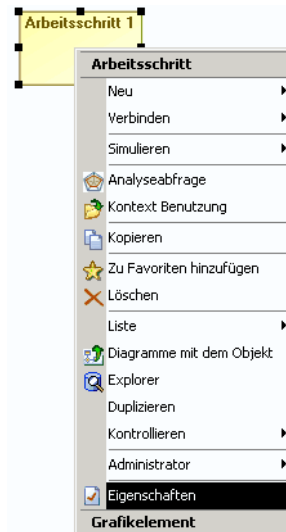 Arbeitsschritt 1
Arbeitsschritt
Neu
Verbinden
Simulieren
Analyseabfrage
Kontext Benutzung
Kopieren
Zu Favoriten hinzufügen
Löschen
Liste
Diagramme mit dem Objekt
Explorer
Duplizieren
Kontrollieren
Administrator
Eigenschaften
Grafikelement